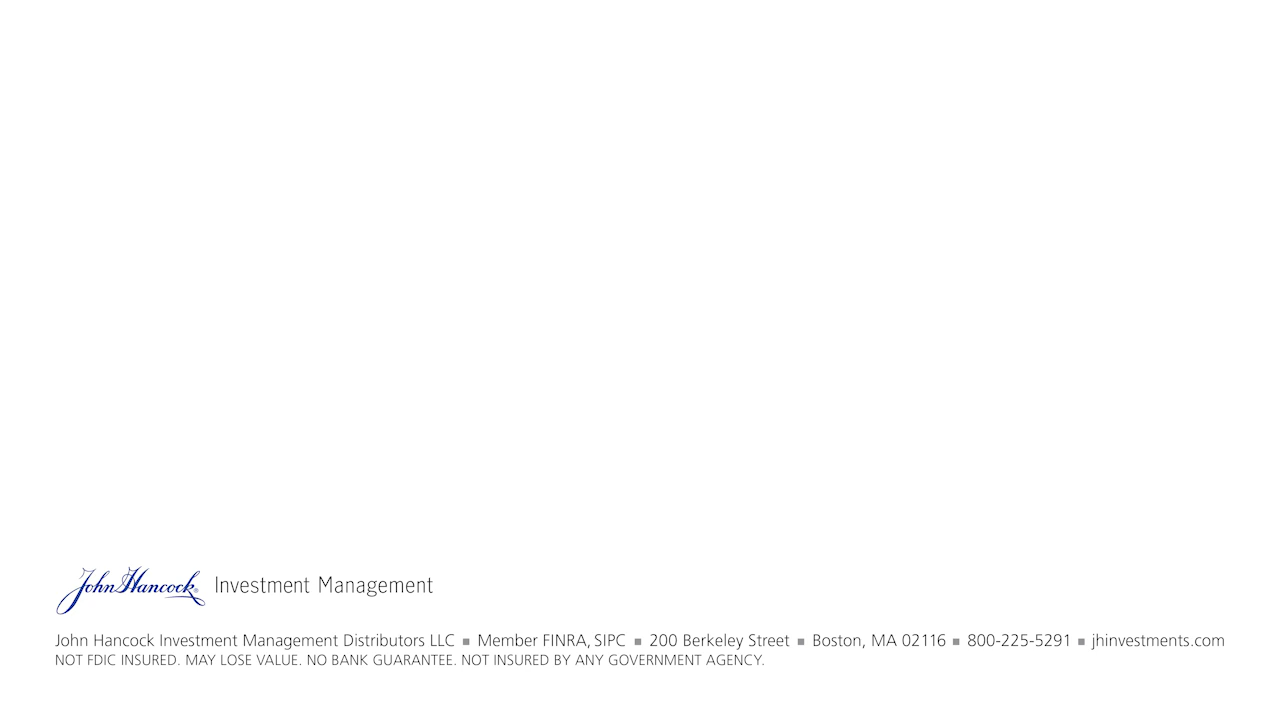 John Hancock® Investment Management
John Hancock Investment Management Distributors LLC ▪ Member FINRA, SIPC ▪ 200 Berkeley Street ▪ Boston, MA 02116 ▪ 800-225-5291 ▪ jhinvestments.com
NOT FDIC INSURED. MAY LOSE VALUE. NO BANK GUARANTEE. NOT INSURED BY ANY GOVERNMENT AGENCY.